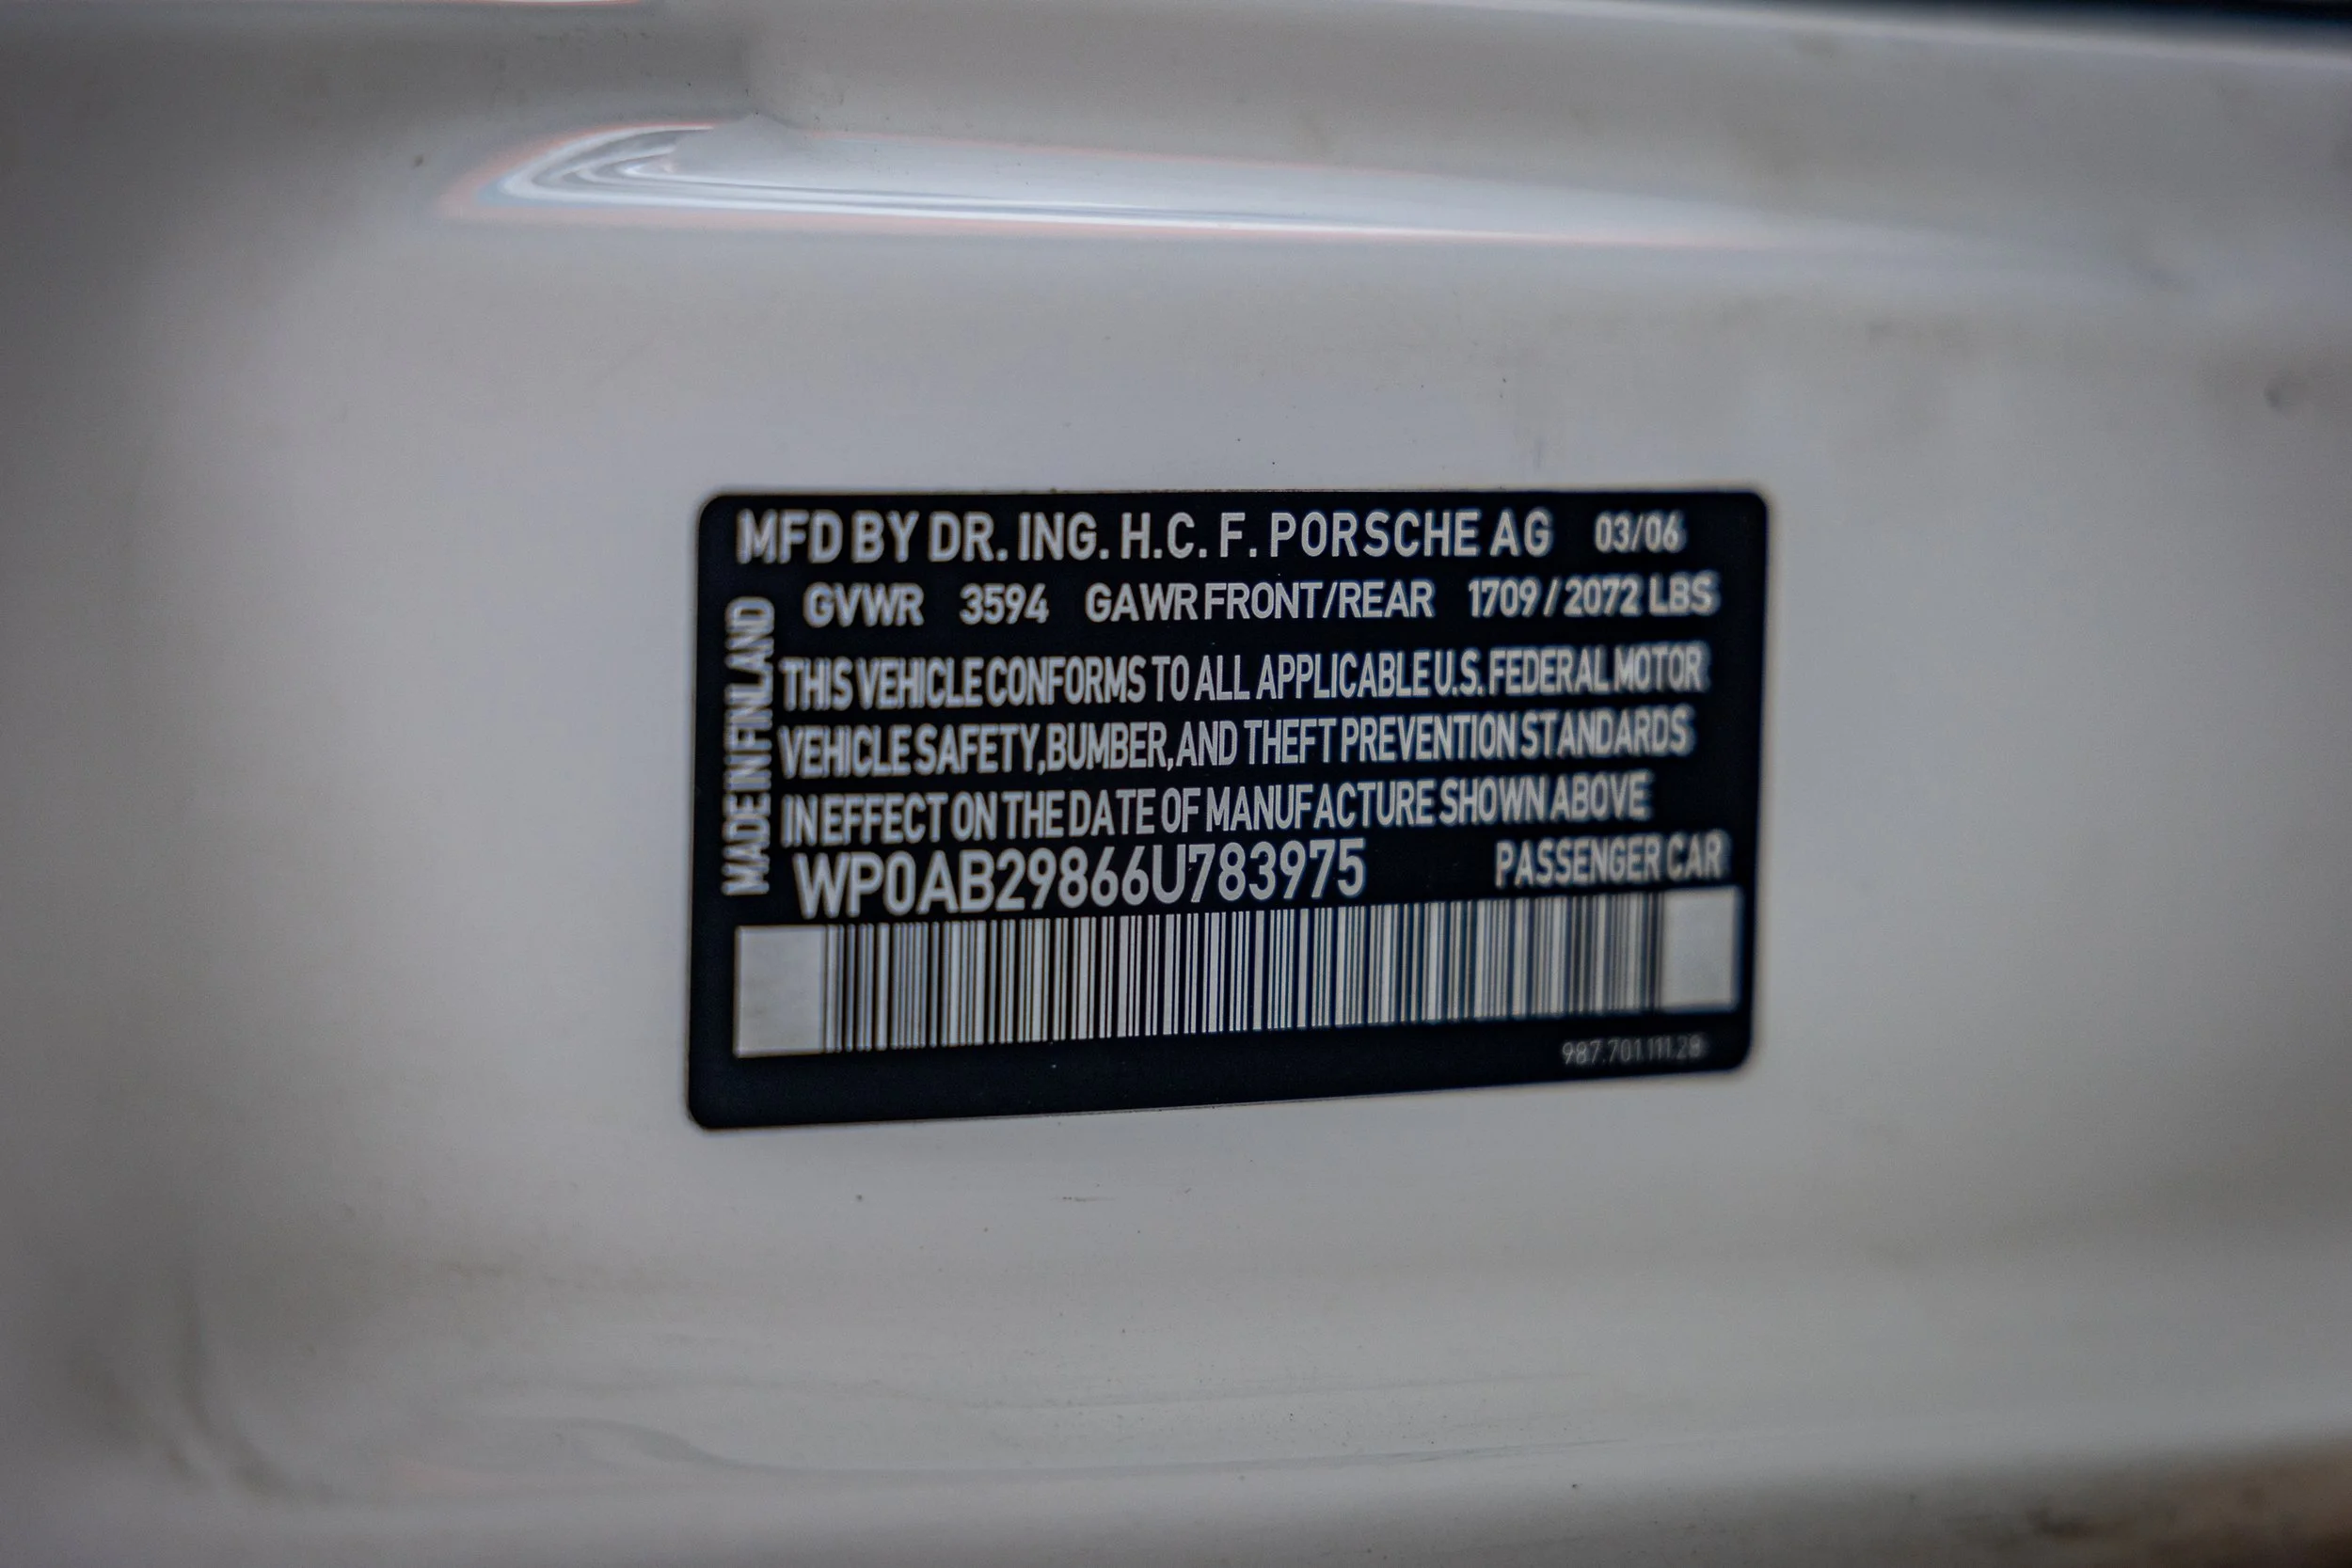 MFD BY DR. ING. H.C. F. PORSCHE AG 03/06
GVWR 3594 GAWR FRONT/REAR 1709/2072 LBS
MADE IN FINLAND
THIS VEHICLE CONFORMS TO ALL APPLICABLE U.S. FEDERAL MOTOR
VEHICLE SAFETY,BUMBER,AND THEFT PREVENTION STANDARDS
IN EFFECT ON THE DATE OF MANUFACTURE SHOWN ABOVE
WP0AB29866U783975 PASSENGER CAR
987.701.111.28